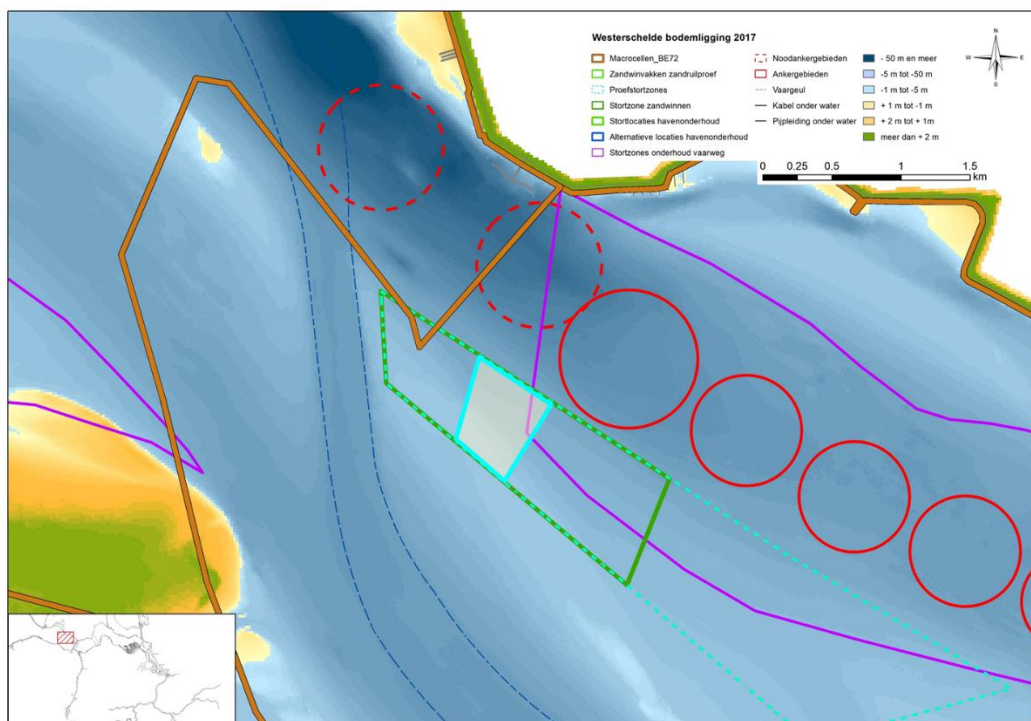 Westerschelde bodemligging 2017
Macrocellen_BE72
Zandwinvakken zandruilproef
Proefstortzones
Stortzone zandwinnen
Stortlocaties havenonderhoud
Alternatieve locaties havenonderhoud
Stortzones onderhoud vaarweg
Noodankergebieden
Ankergebieden
Vaargeul
Kabel onder water
Pijpleiding onder water
- 50 m en meer
-5 m tot -50 m
-1 m tot -5 m
+ 1 m tot -1 m
+ 2 m tot + 1m
meer dan + 2 m
N
W E
S
0 0.25 0.5 1 1.5
km